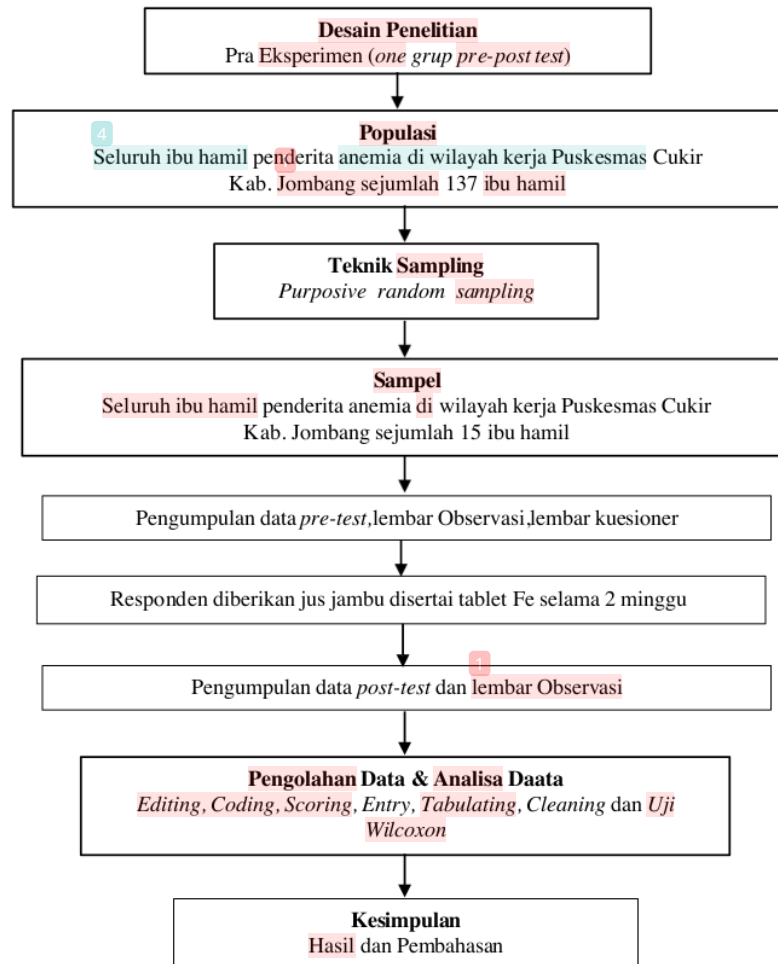 Desain Penelitian
Pra Eksperimen (one grup pre-post test)
4
Populasi
Seluruh ibu hamil penderita anemia di wilayah kerja Puskesmas Cukir
Kab. Jombang sejumlah 137 ibu hamil
Teknik Sampling
Purposive random sampling
Sampel
Seluruh ibu hamil penderita anemia di wilayah kerja Puskesmas Cukir
Kab. Jombang sejumlah 15 ibu hamil
Pengumpulan data pre-test,lembar Observasi,lembar kuesioner
Responden diberikan jus jambu disertai tablet Fe selama 2 minggu
1
Pengumpulan data post-test dan lembar Observasi
Pengolahan Data & Analisa Daata
Editing, Coding, Scoring, Entry, Tabulating, Cleaning dan Uji
Wilcoxon
Kesimpulan
Hasil dan Pembahasan